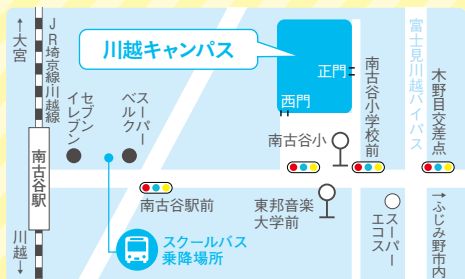 ↑大宮
JR埼京線川越線
南古谷駅
川越↓
川越キャンパス
正門
西門
セブン
イレブン
スーパー
ベルク
南古谷小
南古谷小学校前
富士見川越バイパス
木野目交差点
南古谷駅前
東邦音楽
大学前
スクールバス
乗降場所
スーパー
エコス
→ふじみ野市内